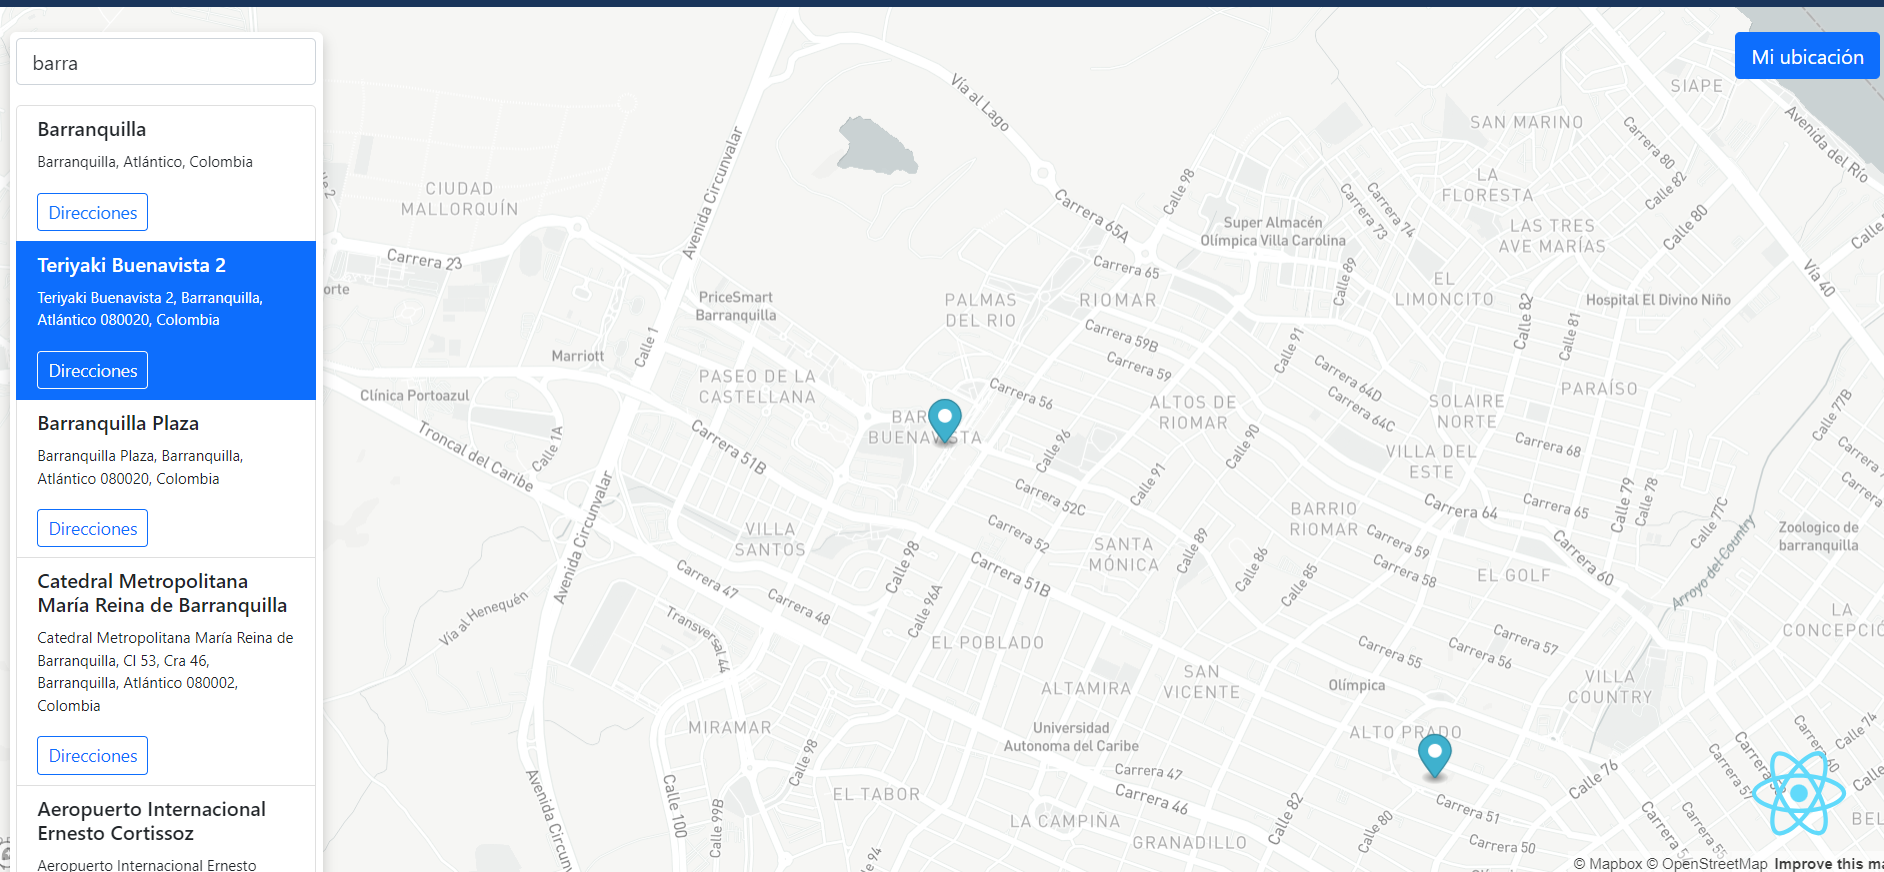 barra
Barranquilla
Barranquilla, Atlántico, Colombia
Direcciones
Teriyaki Buenavista 2
Teriyaki Buenavista 2, Barranquilla,
Atlántico 080020, Colombia
Direcciones
Barranquilla Plaza
Barranquilla Plaza, Barranquilla,
Atlántico 080020, Colombia
Direcciones
Catedral Metropolitana
María Reina de Barranquilla
Catedral Metropolitana María Reina de
Barranquilla, Cl 53, Cra 46,
Barranquilla, Atlántico 080002,
Colombia
Direcciones
Aeropuerto Internacional
Ernesto Cortissoz
Aeropuerto Internacional Ernesto
Mi ubicación
SIAPE
Vía al Lago
Avenida del Río
SAN MARINO
Carrera 80
Avenida Circunvalar
CIUDAD
MALLORQUÍN
Calle 98
Carrera 65A
Carrera 73
Carrera 74
LA
FLORESTA
Calle 82
Calle 80
Super Almacén
Olímpica Villa Carolina
LAS TRES
AVE MARÍAS
Carrera 23
Carrera 65
Calle 89
EL
LIMONCITO
Vía 40
orte
PriceSmart
Barranquilla
PALMAS
DEL RIO
RIOMAR
Calle 82
Calle 81
Hospital El Divino Niño
Calle 1
Marriott
Carrera 59B
Carrera 59
Calle 91
Carrera 64D
Carrera 64C
PASEO DE LA
CASTELLANA
Clínica Portoazul
Carrera 56
ALTOS DE
RIOMAR
SOLAIRE
NORTE
PARAÍSO
Calle 77B
BUENAVISTA
Troncal del Caribe
Calle 1A
Carrera 51B
Calle 96
Calle 91
Calle 90
VILLA DEL
ESTE
Carrera 68
Avenida Circunvalar
Carrera 52C
Carrera 64
Carrera 65
Calle 79
Calle 78
Calle 77C
BARRIO
RIOMAR
VILLA
SANTOS
Carrera 52
SANTA
MÓNICA
Calle 89
Carrera 59
Carrera 58
Carrera 60
Zoologico de
barranquilla
Calle 98
Carrera 51B
Calle 86
Calle 85
EL GOLF
Arroyo del Country
Vía al Henequén
Carrera 47
Carrera 48
Calle 96A
Transversal 44
EL POBLADO
Carrera 55
Carrera 56
Carrera 57
LA
ALTAMIRA
SAN
VICENTE
Olímpica
VILLA
COUNTRY
MIRAMAR
Universidad
Autonoma del Caribe
ALTO PRADO
Calle 74
Calle 98
Carrera 47
Carrera 46
Calle 76
Avenida Circunvalar
Calle 100
Calle 99B
EL TABOR
LA CAMPIÑA
Calle 82
Calle 80
Carrera 51
Carrera 50
GRANADILLO
Calle 94
© Mapbox © OpenStreetMap Improve this ma